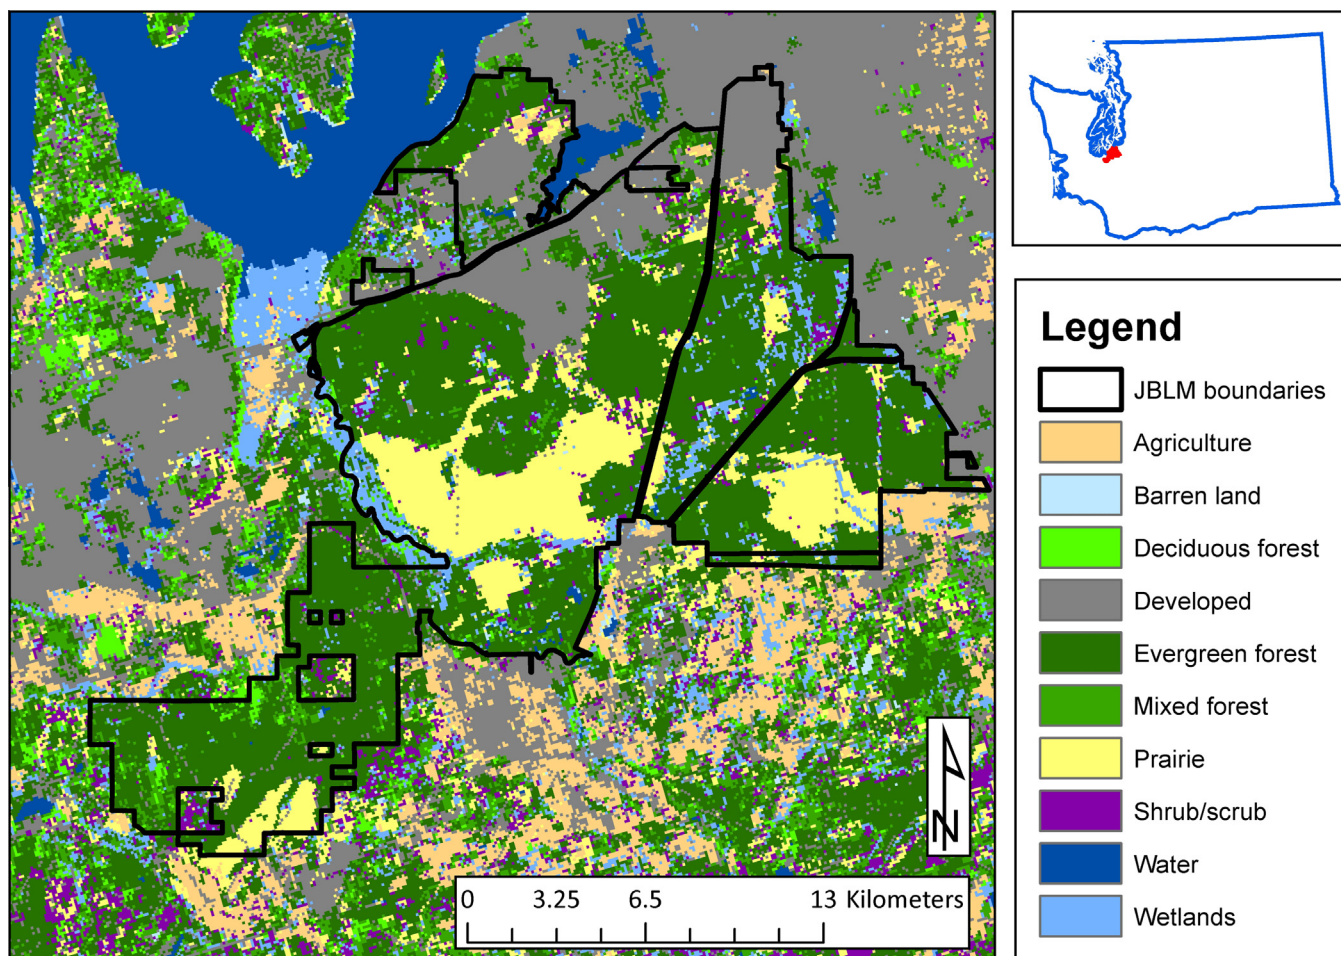 Legend
JBLM boundaries
Agriculture
Barren land
Deciduous forest
Developed
Evergreen forest
Mixed forest
Prairie
Shrub/scrub
Water
Wetlands
N
0 3.25 6.5 13 Kilometers